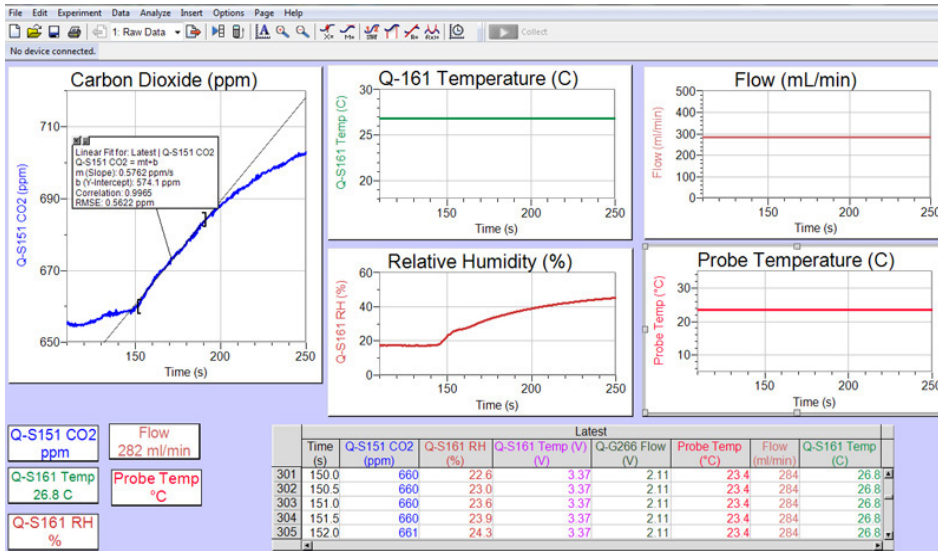 File Edit Experiment Data Analyze Insert Options Page Help
1: Raw Data Collect
No device connected.
Carbon Dioxide (ppm)
710
690
670
650
Q-S151 CO2 (ppm)
Linear Fit for: Latest | Q-S151 CO2
Q-S151 CO2 = mt+b
m (Slope): 0.5762 ppm/s
b (Y-Intercept): 574.1 ppm
Correlation: 0.9965
RMSE: 0.5622 ppm
150 200 250
Time (s)
Q-161 Temperature (C)
30
25
20
Q-S161 Temp (C)
150 200 250
Time (s)
Flow (mL/min)
500
400
300
200
100
0
Flow (ml/min)
150 200 250
Time (s)
Relative Humidity (%)
60
40
20
0
Q-S161 RH (%)
150 200 250
Time (s)
Probe Temperature (C)
30
20
10
Probe Temp (°C)
150 200 250
Time (s)
Q-S151 CO2
ppm
Flow
282 ml/min
Q-S161 Temp
26.8 C
Probe Temp
°C
Q-S161 RH
%
Latest
Time Q-S151 CO2 Q-S161 RH Q-S161 Temp (V) Q-G266 Flow Probe Temp Flow Q-S161 Temp
(s) (ppm) (%) (V) (V) (°C) (ml/min) (C)
301 150.0 660 22.6 3.37 2.11 23.4 284 26.8
302 150.5 660 23.0 3.37 2.11 23.4 284 26.8
303 151.0 660 23.6 3.37 2.11 23.4 284 26.8
304 151.5 660 23.9 3.37 2.11 23.4 284 26.8
305 152.0 661 24.3 3.37 2.11 23.4 284 26.8